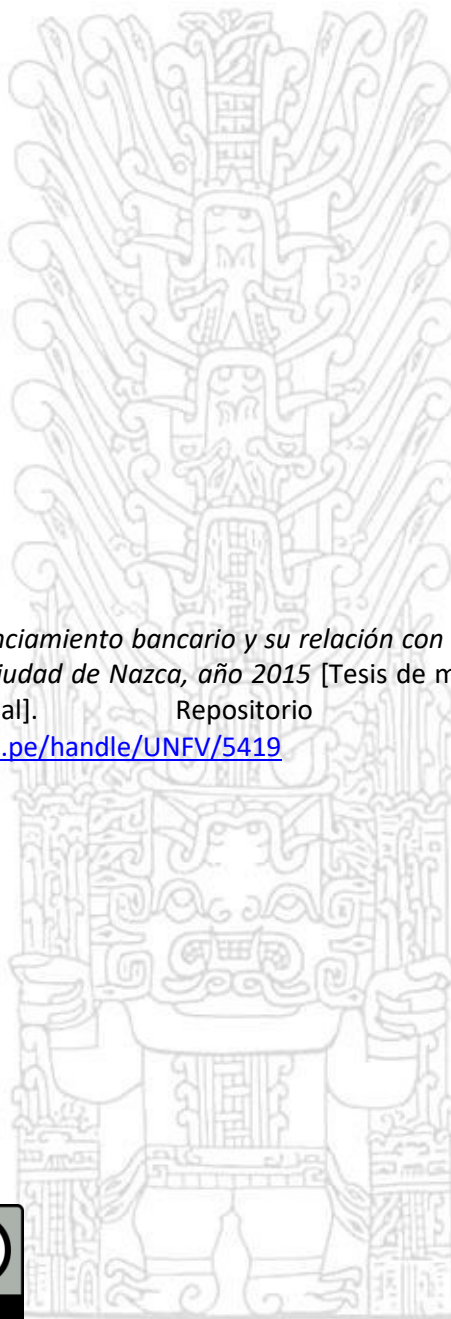 nciamiento bancario y su relación con
iudad de Nazca, año 2015 [Tesis de m
al]. Repositorio
.pe/handle/UNFV/5419